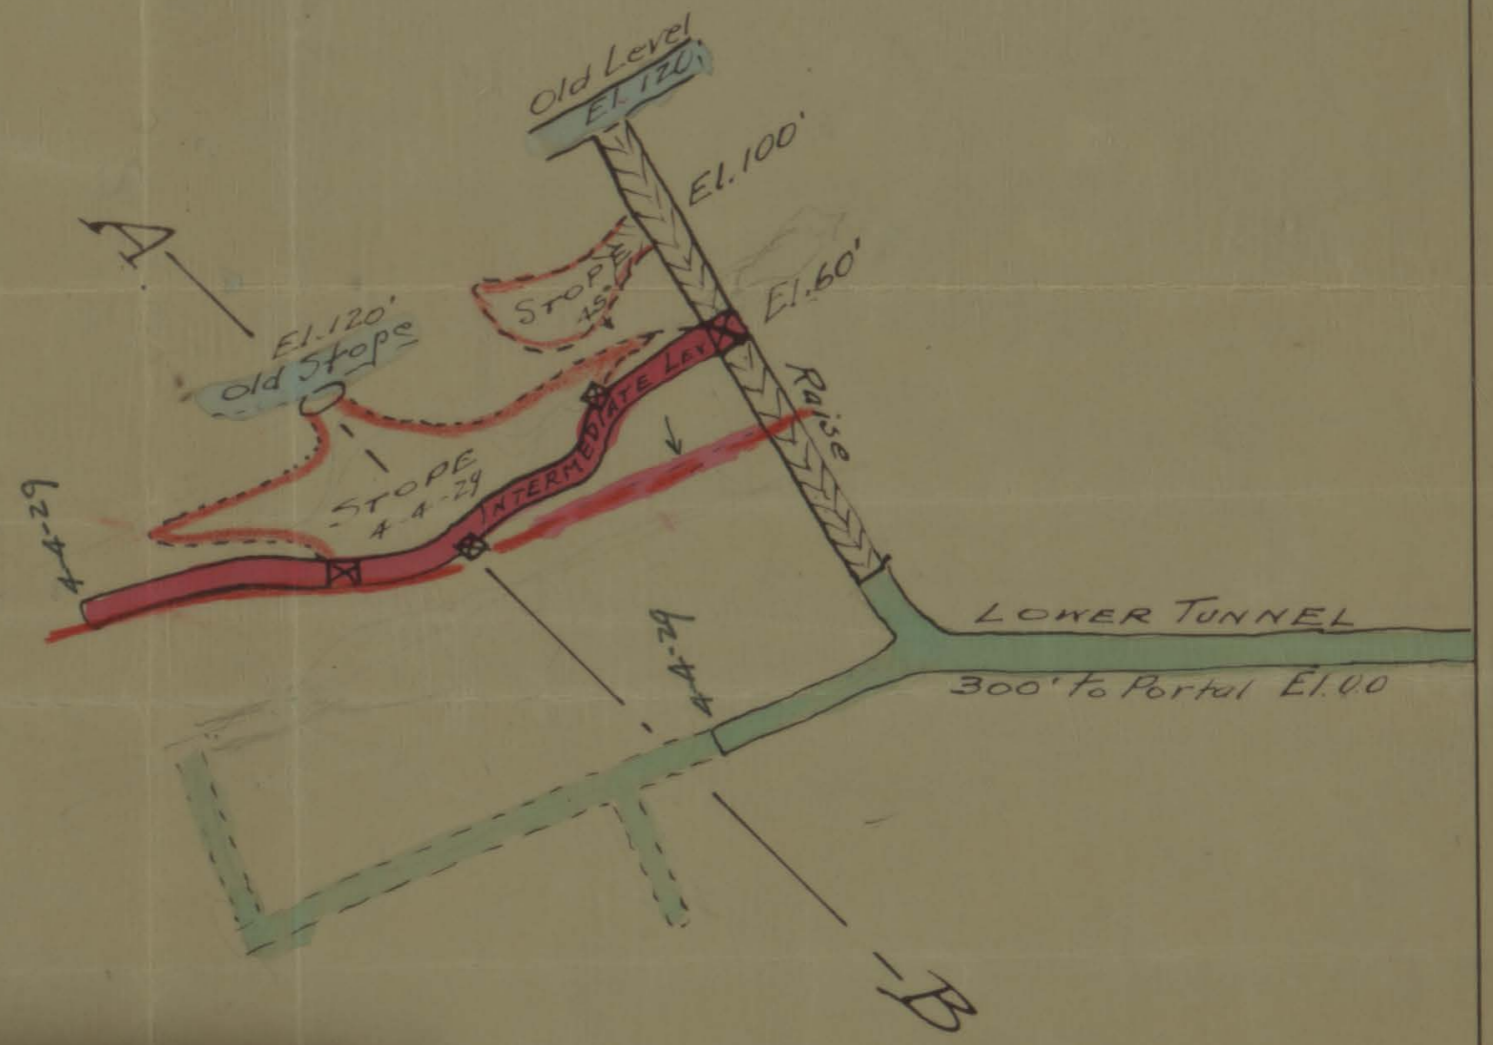 Old Level
El. 120.
El. 100'
A
STOPE
45°
El. 60'
El. 120'
Old Stope
Raise
INTERMEDIATE LEV
STOPE
4-4-29
4-4-29
4-4-29
LOWER TUNNEL
300' to Portal El. 0.0
B